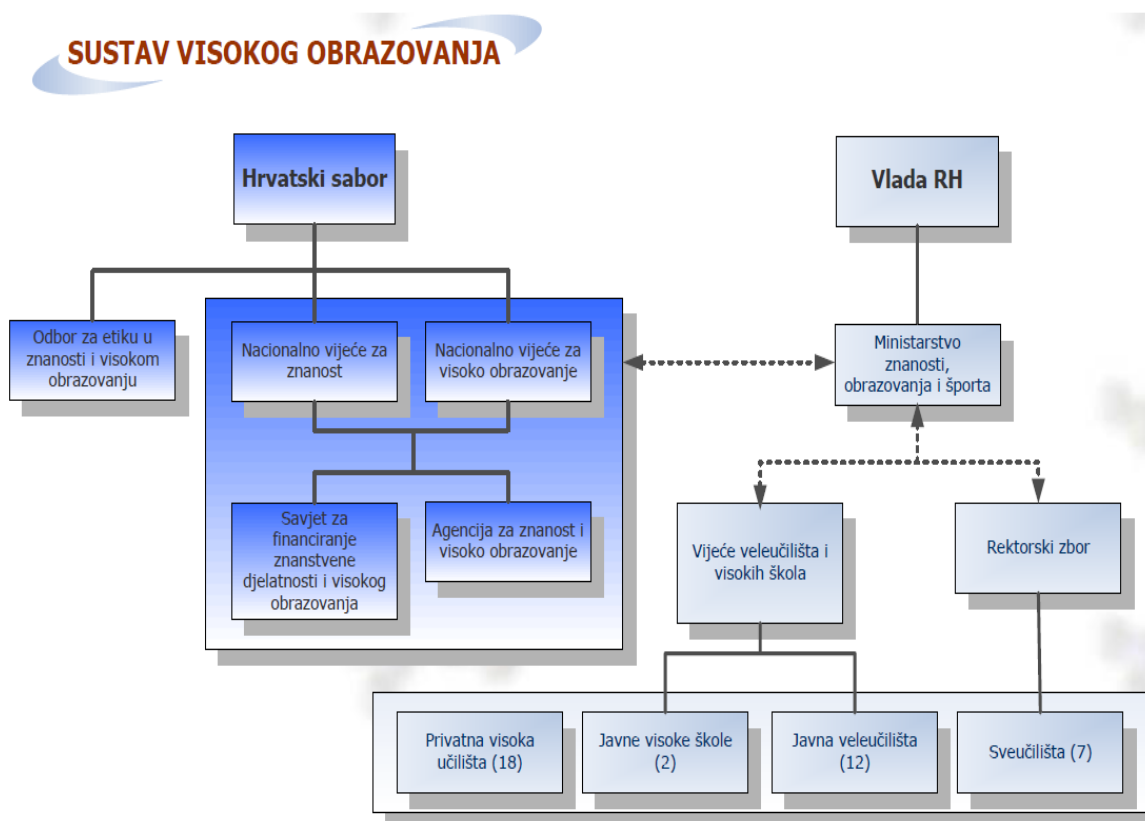 SUSTAV VISOKOG OBRAZOVANJA
Hrvatski sabor
Vlada RH
Odbor za etiku u
znanosti i visokom
obrazovanju
Nacionalno vijeće za
znanost
Nacionalno vijeće za
visoko obrazovanje
Ministarstvo
znanosti,
obrazovanja i športa
Savjet za
financiranje
znanstvene
djelatnosti i visokog
obrazovanja
Agencija za znanost i
visoko obrazovanje
Vijeće veleučilišta i
visokih škola
Rektorski zbor
Privatna visoka
učilišta (18)
Javne visoke škole
(2)
Javna veleučilišta
(12)
Sveučilišta (7)